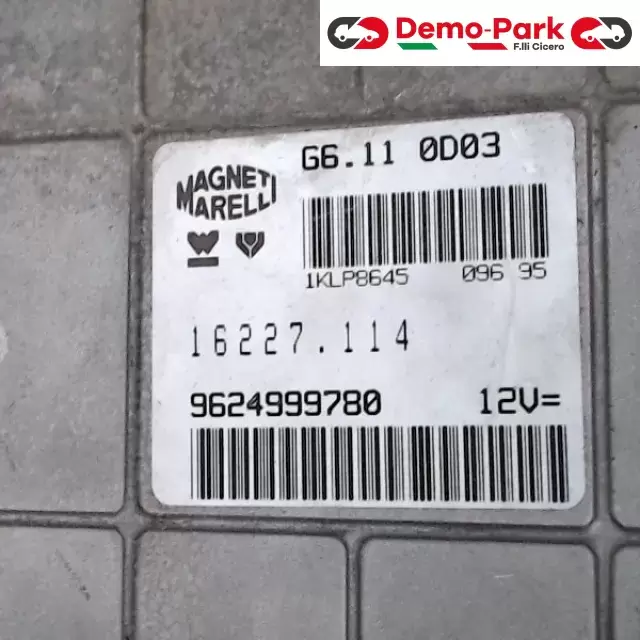 Demo-Park
F.lli Cicero
G6.11 0D03
MAGNETI
MARELLI
1KLP8645 096 95
16227.114
9624999780 12V=